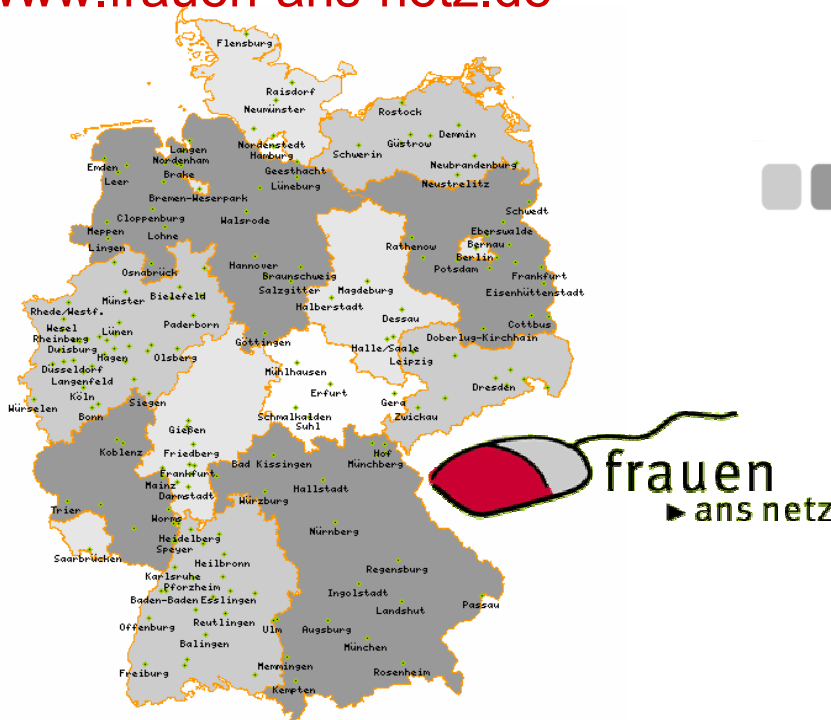 www.frauen-ans-netz.de
Flensburg
Raisdorf
Neumünster
Rostock
Demmin
Güstrow
Norderstedt
Hamburg
Schwerin
Langen
Nordenham
Neubrandenburg
Emden
Brake
Geesthacht
Leer
Lüneburg
Neustrelitz
Bremen-Weserpark
Schwedt
Cloppenburg
Walsrode
Meppen
Lohne
Eberswalde
Lingen
Rathenow
Bernau
Berlin
Osnabrück
Hannover
Potsdam
Braunschweig
Frankfurt
Salzgitter
Magdeburg
Eisenhüttenstadt
Münster
Bielefeld
Halberstadt
Rhede/Westf.
Dessau
Paderborn
Cottbus
Wesel
Lünen
Doberlug-Kirchhain
Rheinberg
Göttingen
Duisburg
Halle/Saale
Hagen
Olsberg
Leipzig
Düsseldorf
Mühlhausen
Langenfeld
Dresden
Erfurt
Köln
Siegen
Gera
Würselen
Bonn
Schmalkalden
Zwickau
Suhl
Gießen
Koblenz
Friedberg
Hof
Bad Kissingen
Münchberg
Frankfurt
Mainz
Hallstadt
Darmstadt
Würzburg
Trier
Worms
Nürnberg
Heidelberg
Speyer
Saarbrücken
Heilbronn
Regensburg
Karlsruhe
Pforzheim
Ingolstadt
Baden-Baden
Esslingen
Landshut
Passau
Offenburg
Reutlingen
Ulm
Augsburg
Balingen
München
Memmingen
Freiburg
Rosenheim
Kempten
frauen
ans netz